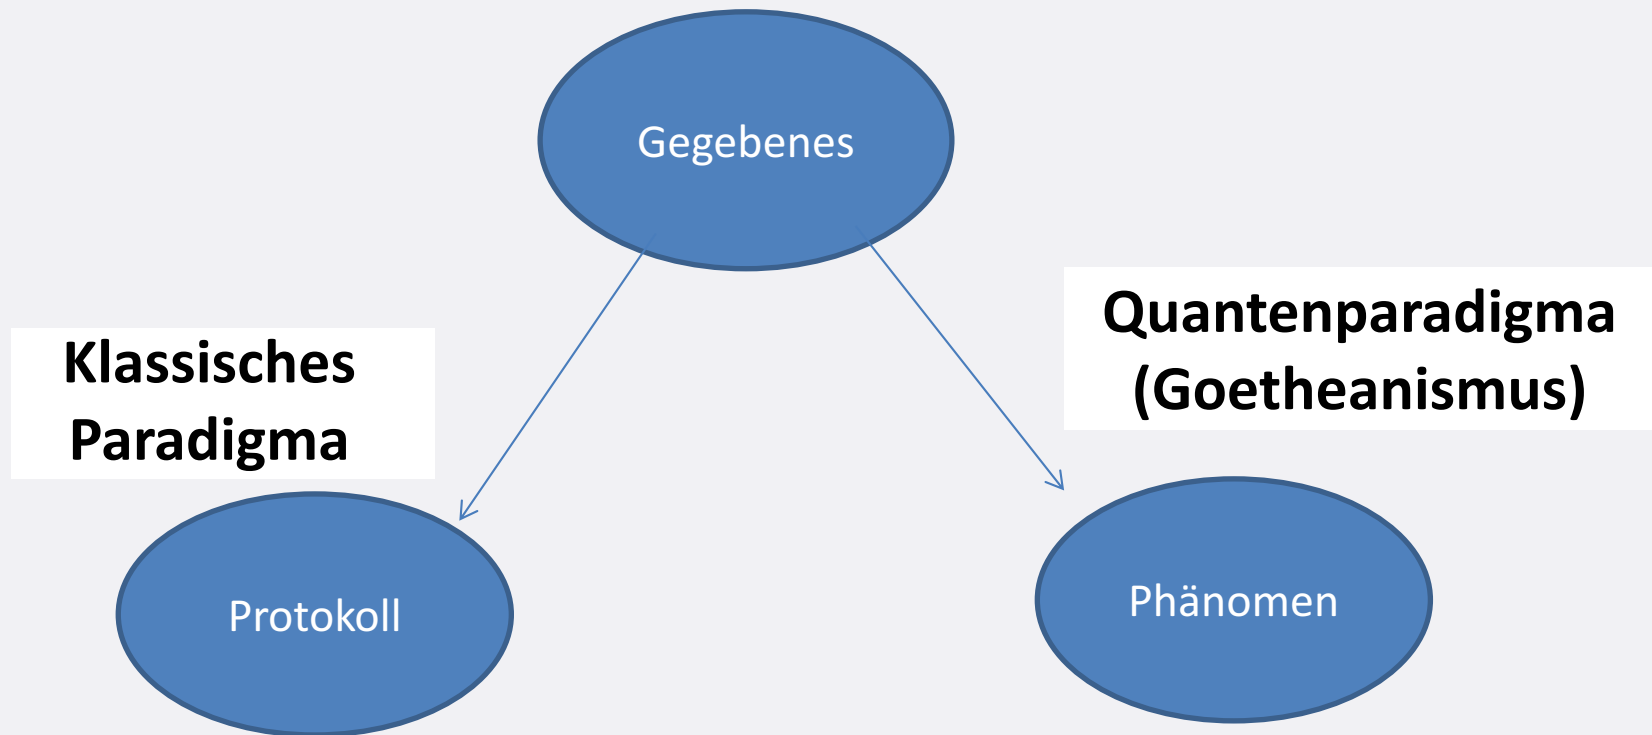 Gegebenes
Klassisches
Paradigma
Quantenparadigma
(Goetheanismus)
Protokoll
Phänomen